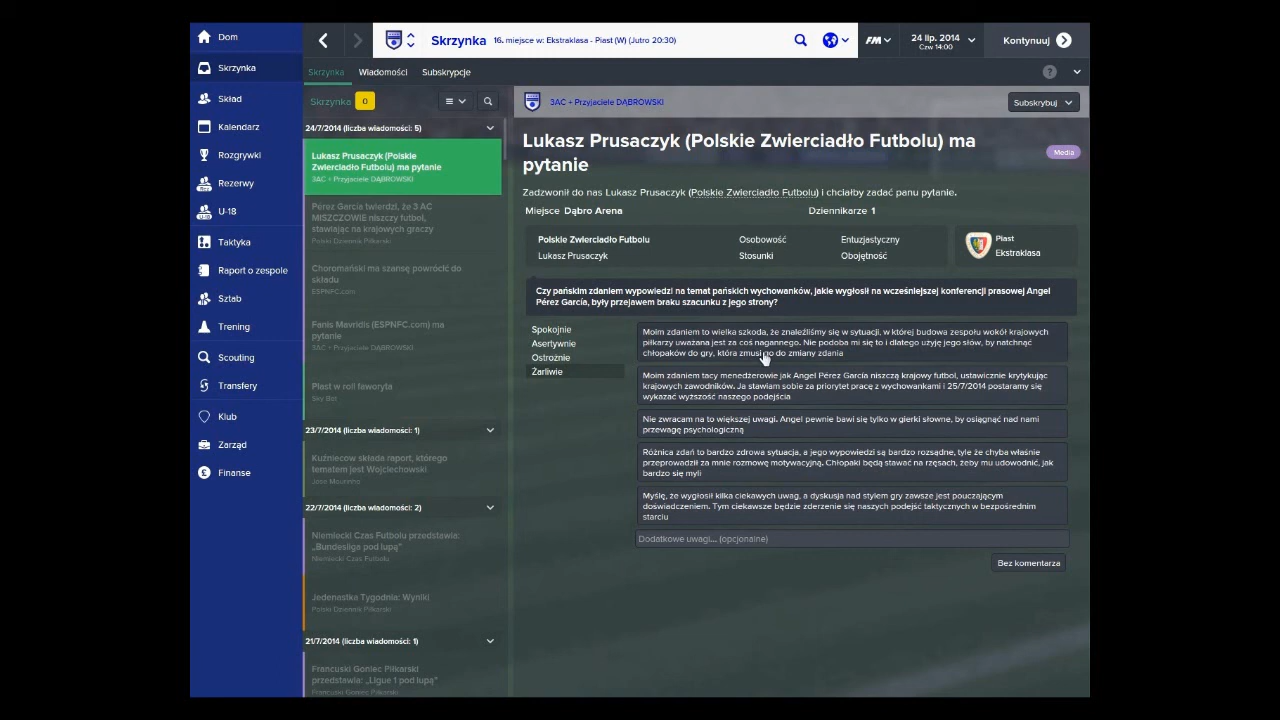 Dom
Skrzynka
Skład
Kalendarz
Rozgrywki
Rezerwy
U-18
Taktyka
Raport o zespole
Sztab
Trening
Scouting
Transfery
Klub
Zarząd
Finanse
Skrzynka
16. miejsce w: Ekstraklasa - Piast (W) (Jutro 20:30)
FM
24 lip. 2014
Czw 14:00
Kontynuuj
Skrzynka
Wiadomości
Subskrypcje
Skrzynka 0
24/7/2014 (liczba wiadomości: 5)
Lukasz Prusaczyk (Polskie
Zwierciadło Futbolu) ma pytanie
3AC + Przyjaciele DĄBROWSKI
Pérez García twierdzi, że 3 AC
MISZCZOWIE niszczy futbol,
stawiając na krajowych graczy
Polski Dziennik Piłkarski
Choromański ma szansę powrócić do
składu
ESPNFC.com
Fanis Mavridis (ESPNFC.com) ma
pytanie
3AC + Przyjaciele DĄBROWSKI
Piast w roli faworyta
Sky Bet
23/7/2014 (liczba wiadomości: 1)
Kuźniecow składa raport, którego
tematem jest Wojciechowski
Jose Mourinho
22/7/2014 (liczba wiadomości: 2)
Niemiecki Czas Futbolu przedstawia:
„Bundesliga pod lupą”
Niemiecki Czas Futbolu
Jedenastka Tygodnia: Wyniki
Polski Dziennik Piłkarski
21/7/2014 (liczba wiadomości: 1)
Francuski Goniec Piłkarski
przedstawia: „Ligue 1 pod lupą”
Francuski Goniec Piłkarski
3AC + Przyjaciele DĄBROWSKI
Subskrybuj
Lukasz Prusaczyk (Polskie Zwierciadło Futbolu) ma
pytanie
Media
Zadzwonił do nas Lukasz Prusaczyk (Polskie Zwierciadło Futbolu) i chciałby zadać panu pytanie.
Miejsce Dąbro Arena
Dziennikarze 1
Polskie Zwierciadło Futbolu
Osobowość
Entuzjastyczny
Lukasz Prusaczyk
Stosunki
Obojętność
Piast
Ekstraklasa
Czy pańskim zdaniem wypowiedzi na temat pańskich wychowanków, jakie wygłosił na wcześniejszej konferencji prasowej Angel
Pérez García, były przejawem braku szacunku z jego strony?
Spokojnie
Asertywnie
Ostrożnie
Żarliwie
Moim zdaniem to wielka szkoda, że znaleźliśmy się w sytuacji, w której budowa zespołu wokół krajowych
piłkarzy uważana jest za coś nagannego. Nie podoba mi się to i dlatego użyję jego słów, by natchnąć
chłopaków do gry, która zmusi go do zmiany zdania
Moim zdaniem tacy menedżerowie jak Angel Pérez García niszczą krajowy futbol, ustawicznie krytykując
krajowych zawodników. Ja stawiam sobie za priorytet pracę z wychowankami i 25/7/2014 postaramy się
wykazać wyższość naszego podejścia
Nie zwracam na to większej uwagi. Angel pewnie bawi się tylko w gierki słowne, by osiągnąć nad nami
przewagę psychologiczną
Różnica zdań to bardzo zdrowa sytuacja, a jego wypowiedzi są bardzo rozsądne, tyle że chyba właśnie
przeprowadził za mnie rozmowę motywacyjną. Chłopaki będą stawać na rzęsach, żeby mu udowodnić, jak
bardzo się myli
Myślę, że wygłosił kilka ciekawych uwag, a dyskusja nad stylem gry zawsze jest pouczającym
doświadczeniem. Tym ciekawsze będzie zderzenie się naszych podejść taktycznych w bezpośrednim
starciu
Dodatkowe uwagi... (opcjonalne)
Bez komentarza